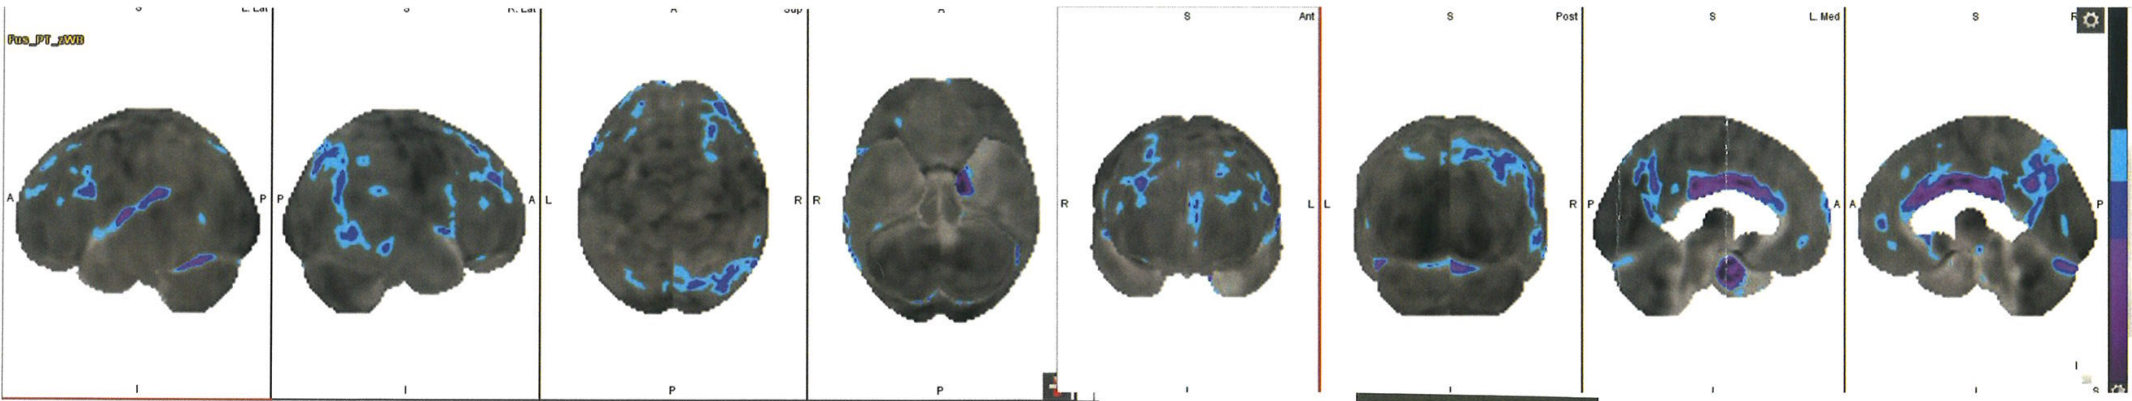 S L. Lat
S R. Lat
A Sup
A
S Ant
S Post
S L. Med
S R
Fus_PT_zWB
A P
P A
L R
R
R L
L R
P A
A P
I
I
P
P
I
I
I
I
I
S